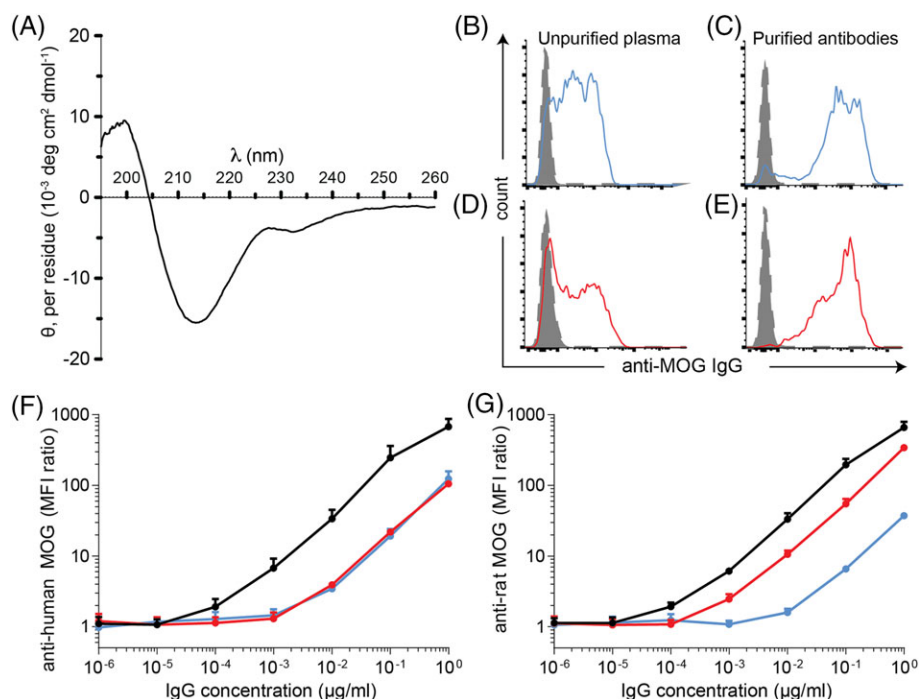 (A)
θ, per residue (10⁻³ deg cm² dmol⁻¹)
20
10
0
-10
-20
λ (nm)
200 210 220 230 240 250 260
(B) Unpurified plasma
(C) Purified antibodies
(D)
(E)
count
anti-MOG IgG
(F)
anti-human MOG (MFI ratio)
1000
100
10
1
10⁻⁶ 10⁻⁵ 10⁻⁴ 10⁻³ 10⁻² 10⁻¹ 10⁰
IgG concentration (µg/ml)
(G)
anti-rat MOG (MFI ratio)
1000
100
10
1
10⁻⁶ 10⁻⁵ 10⁻⁴ 10⁻³ 10⁻² 10⁻¹ 10⁰
IgG concentration (µg/ml)